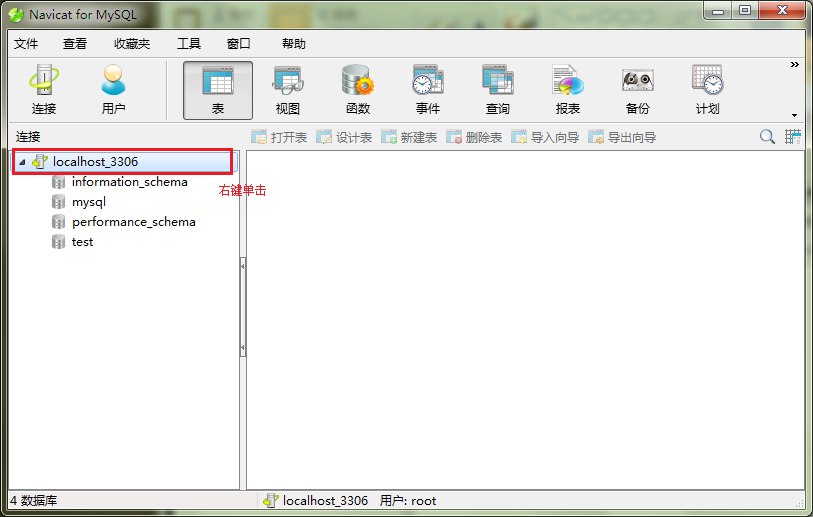 Navicat for MySQL
文件 查看 收藏夹 工具 窗口 帮助
连接 用户 表 视图 函数 事件 查询 报表 备份 计划
连接
打开表 设计表 新建表 删除表 导入向导 导出向导
localhost_3306
information_schema
右键单击
mysql
performance_schema
test
4 数据库 localhost_3306 用户: root